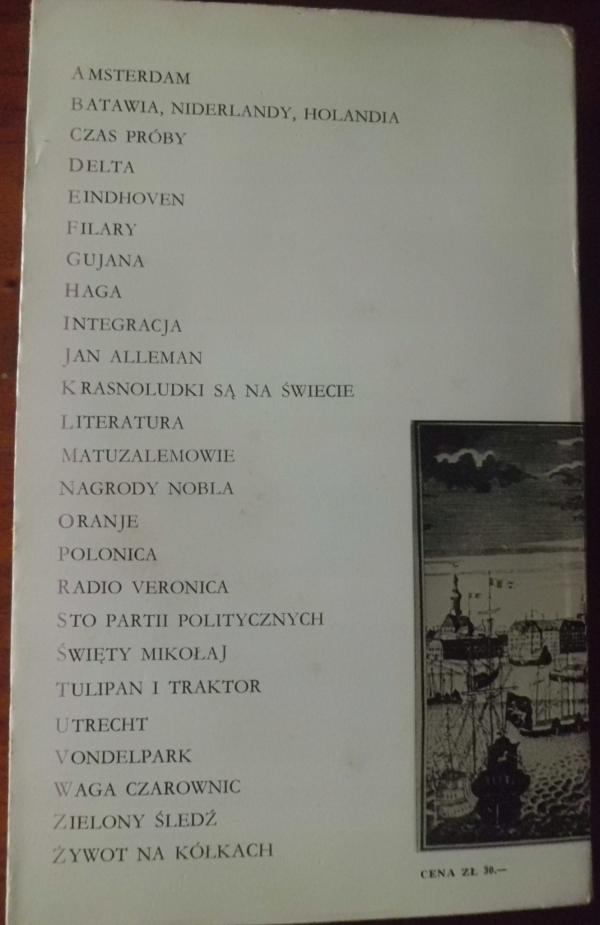 AMSTERDAM
BATAWIA, NIDERLANDY, HOLANDIA
CZAS PRÓBY
DELTA
EINDHOVEN
FILARY
GUJANA
HAGA
INTEGRACJA
JAN ALLEMAN
KRASNOLUDKI SĄ NA ŚWIECIE
LITERATURA
MATUZALEMOWIE
NAGRODY NOBLA
ORANJE
POLONICA
RADIO VERONICA
STO PARTII POLITYCZNYCH
ŚWIĘTY MIKOŁAJ
TULIPAN I TRAKTOR
UTRECHT
VONDELPARK
WAGA CZAROWNIC
ZIELONY ŚLEDŹ
ŻYWOT NA KÓŁKACH
CENA ZŁ 30.—